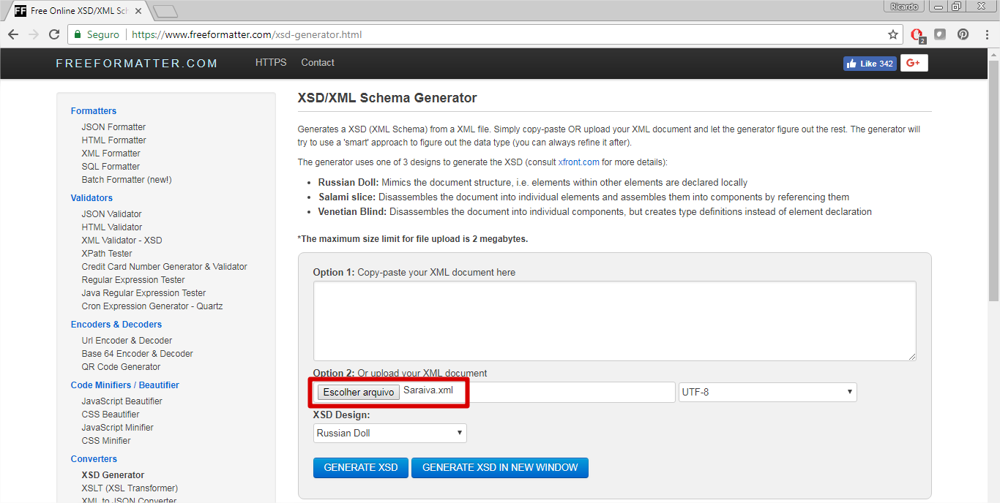 FF Free Online XSD/XML Sch
Ricardo
Seguro https://www.freeformatter.com/xsd-generator.html
2
FREEFORMATTER.COM HTTPS Contact
Like 342 G+
Formatters
JSON Formatter
HTML Formatter
XML Formatter
SQL Formatter
Batch Formatter (new!)
Validators
JSON Validator
HTML Validator
XML Validator - XSD
XPath Tester
Credit Card Number Generator & Validator
Regular Expression Tester
Java Regular Expression Tester
Cron Expression Generator - Quartz
Encoders & Decoders
Url Encoder & Decoder
Base 64 Encoder & Decoder
QR Code Generator
Code Minifiers / Beautifier
JavaScript Beautifier
CSS Beautifier
JavaScript Minifier
CSS Minifier
Converters
XSD Generator
XSLT (XSL Transformer)
XML to JSON Converter
XSD/XML Schema Generator
Generates a XSD (XML Schema) from a XML file. Simply copy-paste OR upload your XML document and let the generator figure out the rest. The generator will
try to use a 'smart' approach to figure out the data type (you can always refine it after).
The generator uses one of 3 designs to generate the XSD (consult xfront.com for more details):
• Russian Doll: Mimics the document structure, i.e. elements within other elements are declared locally
• Salami slice: Disassembles the document into individual elements and assembles them into components by referencing them
• Venetian Blind: Disassembles the document into individual components, but creates type definitions instead of element declaration
*The maximum size limit for file upload is 2 megabytes.
Option 1: Copy-paste your XML document here
Option 2: Or upload your XML document
Escolher arquivo Saraiva.xml UTF-8
XSD Design:
Russian Doll
GENERATE XSD GENERATE XSD IN NEW WINDOW